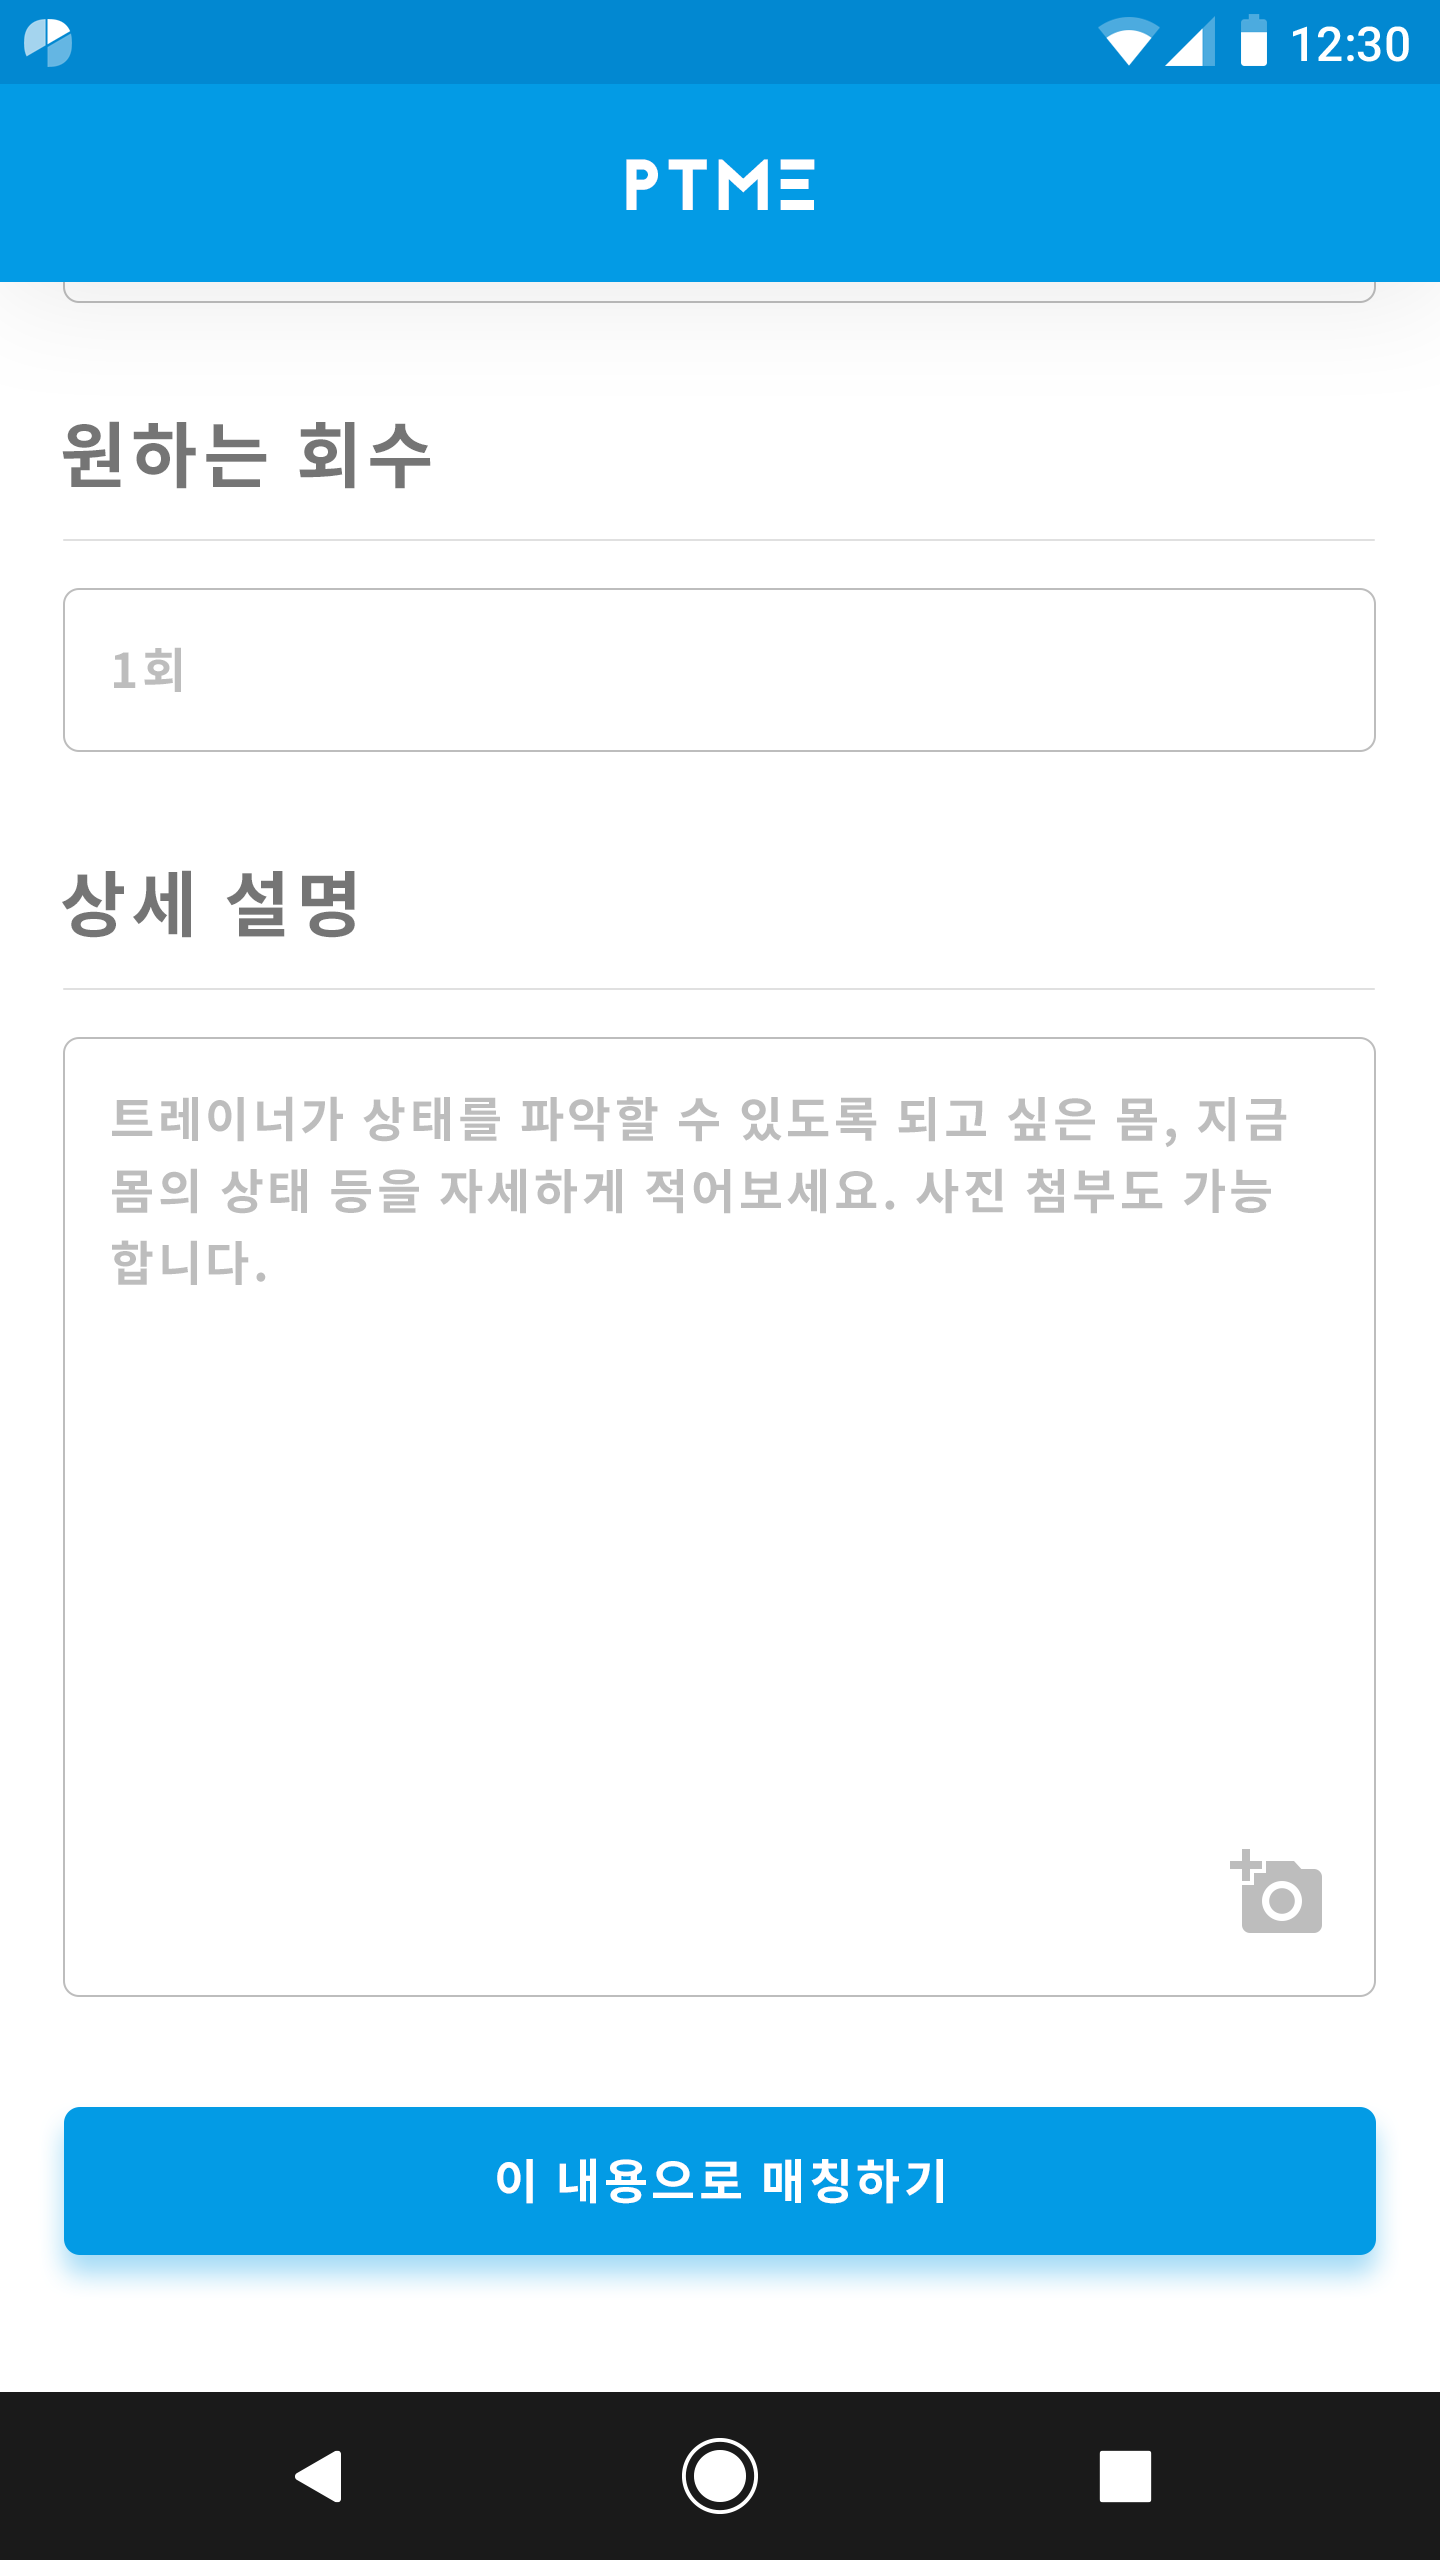 12:30
PTME
원하는 회수
1회
상세 설명
트레이너가 상태를 파악할 수 있도록 되고 싶은 몸, 지금
몸의 상태 등을 자세하게 적어보세요. 사진 첨부도 가능
합니다.
이 내용으로 매칭하기